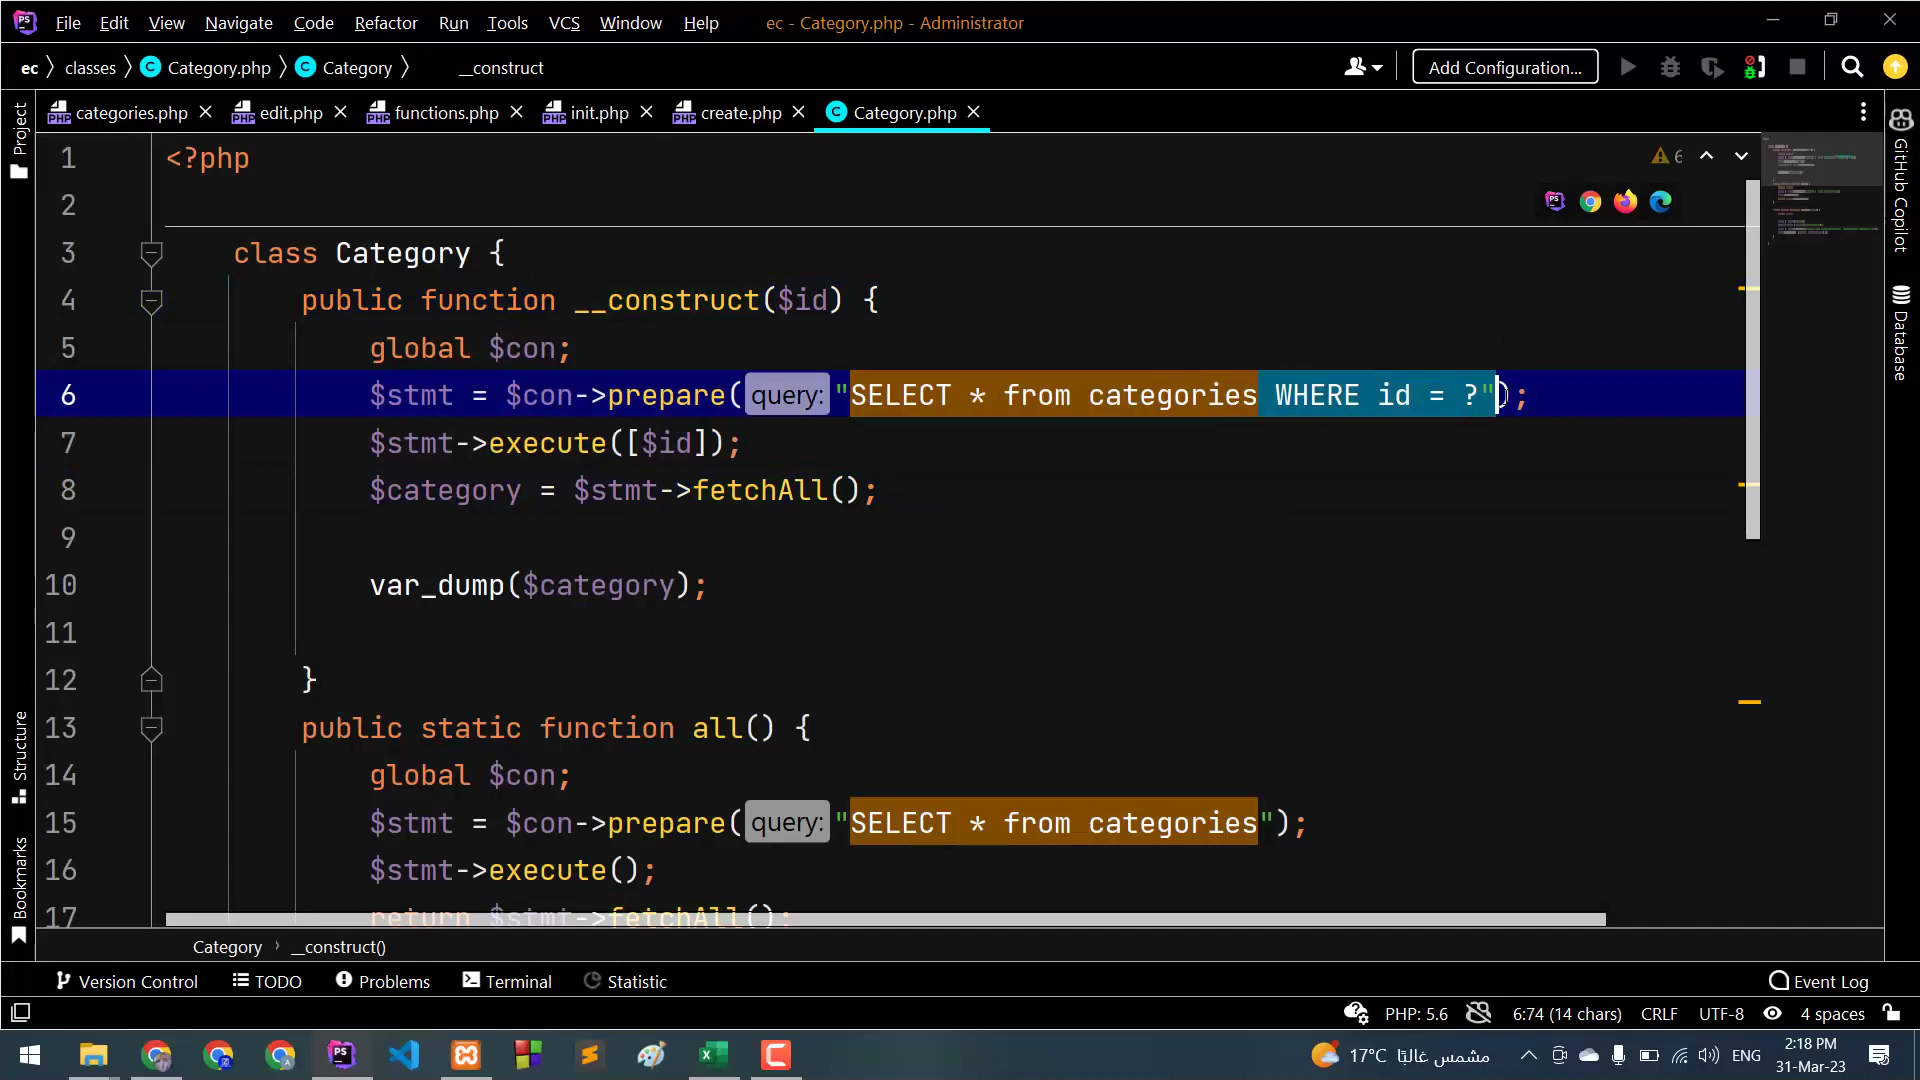 File Edit View Navigate Code Refactor Run Tools VCS Window Help ec - Category.php - Administrator
ec classes Category.php Category __construct Add Configuration...
categories.php edit.php functions.php init.php create.php Category.php
Project
GitHub Copilot
Database
Structure
Bookmarks
6
1 <?php
2
3 class Category {
4 public function __construct($id) {
5 global $con;
6 $stmt = $con->prepare( query: "SELECT * from categories WHERE id = ?");
7 $stmt->execute([$id]);
8 $category = $stmt->fetchAll();
9
10 var_dump($category);
11
12 }
13 public static function all() {
14 global $con;
15 $stmt = $con->prepare( query: "SELECT * from categories");
16 $stmt->execute();
17 return $stmt->fetchAll();
Category __construct()
Version Control TODO Problems Terminal Statistic Event Log
PHP: 5.6 6:74 (14 chars) CRLF UTF-8 4 spaces
17°C مشمس غالبًا ENG 2:18 PM
31-Mar-23